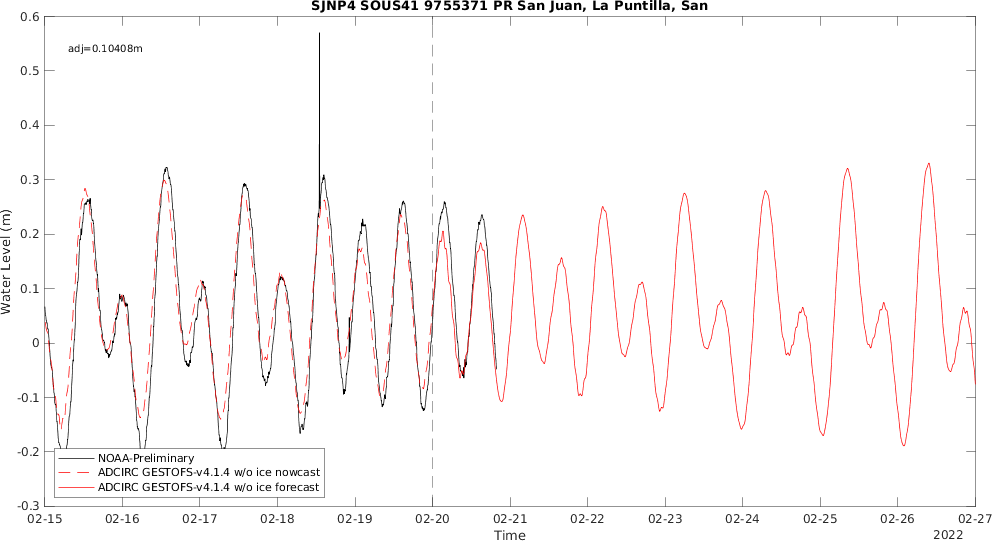 SJNP4 SOUS41 9755371 PR San Juan, La Puntilla, San
adj=0.10408m
0.6
0.5
0.4
0.3
0.2
0.1
0
-0.1
-0.2
-0.3
Water Level (m)
NOAA-Preliminary
ADCIRC GESTOFS-v4.1.4 w/o ice nowcast
ADCIRC GESTOFS-v4.1.4 w/o ice forecast
02-15 02-16 02-17 02-18 02-19 02-20 02-21 02-22 02-23 02-24 02-25 02-26 02-27
Time
2022